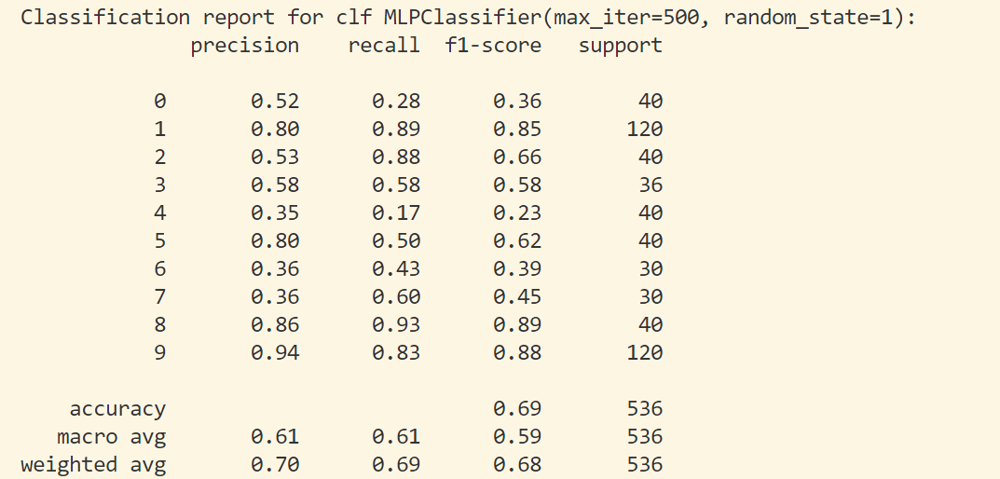 Classification report for clf MLPClassifier(max_iter=500, random_state=1):
precision recall f1-score support
0 0.52 0.28 0.36 40
1 0.80 0.89 0.85 120
2 0.53 0.88 0.66 40
3 0.58 0.58 0.58 36
4 0.35 0.17 0.23 40
5 0.80 0.50 0.62 40
6 0.36 0.43 0.39 30
7 0.36 0.60 0.45 30
8 0.86 0.93 0.89 40
9 0.94 0.83 0.88 120
accuracy 0.69 536
macro avg 0.61 0.61 0.59 536
weighted avg 0.70 0.69 0.68 536